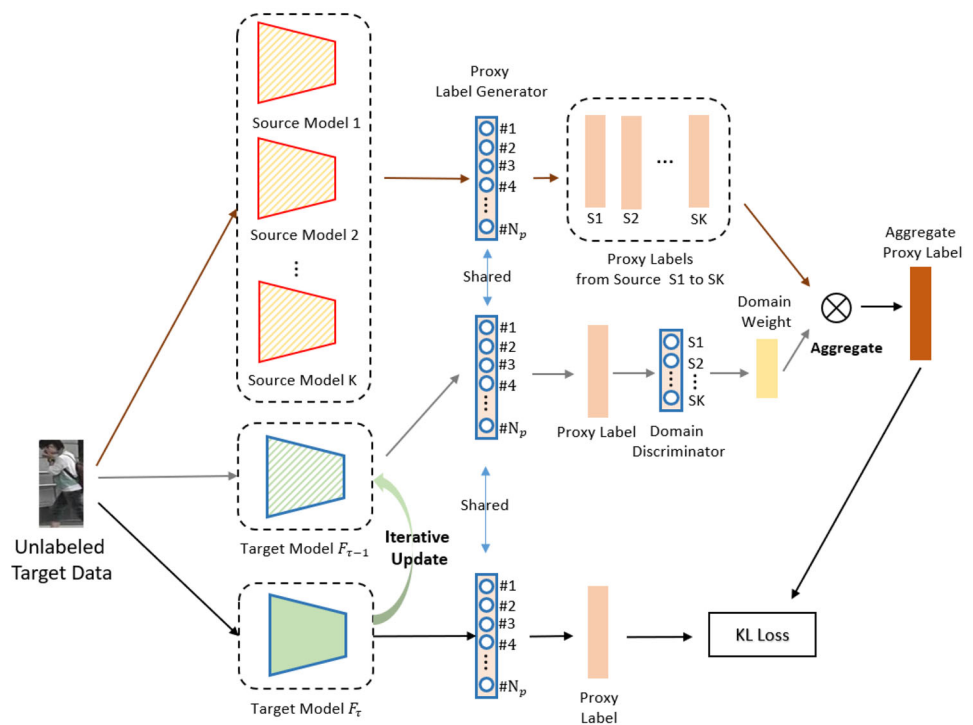 Source Model 1
Source Model 2
⋮
Source Model K
Proxy
Label Generator
#1
#2
#3
#4
⋮
#N_p
S1
S2
...
SK
Proxy Labels
from Source S1 to SK
Aggregate
Proxy Label
Shared
Domain
Weight
Aggregate
#1
#2
#3
#4
⋮
#N_p
Proxy Label
S1
S2
⋮
SK
Domain
Discriminator
Unlabeled
Target Data
Target Model F_{τ−1}
Iterative
Update
Shared
Target Model F_τ
#1
#2
#3
#4
⋮
#N_p
Proxy
Label
KL Loss